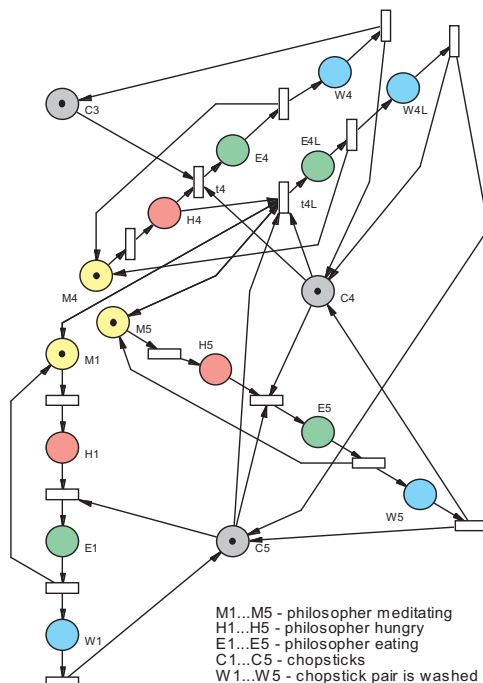 W4
W4L
C3
E4
E4L
t4
t4L
H4
M4
C4
M5
M1
H5
E5
H1
W5
E1
C5
W1
M1...M5 - philosopher meditating
H1...H5 - philosopher hungry
E1...E5 - philosopher eating
C1...C5 - chopsticks
W1...W5 - chopstick pair is washed